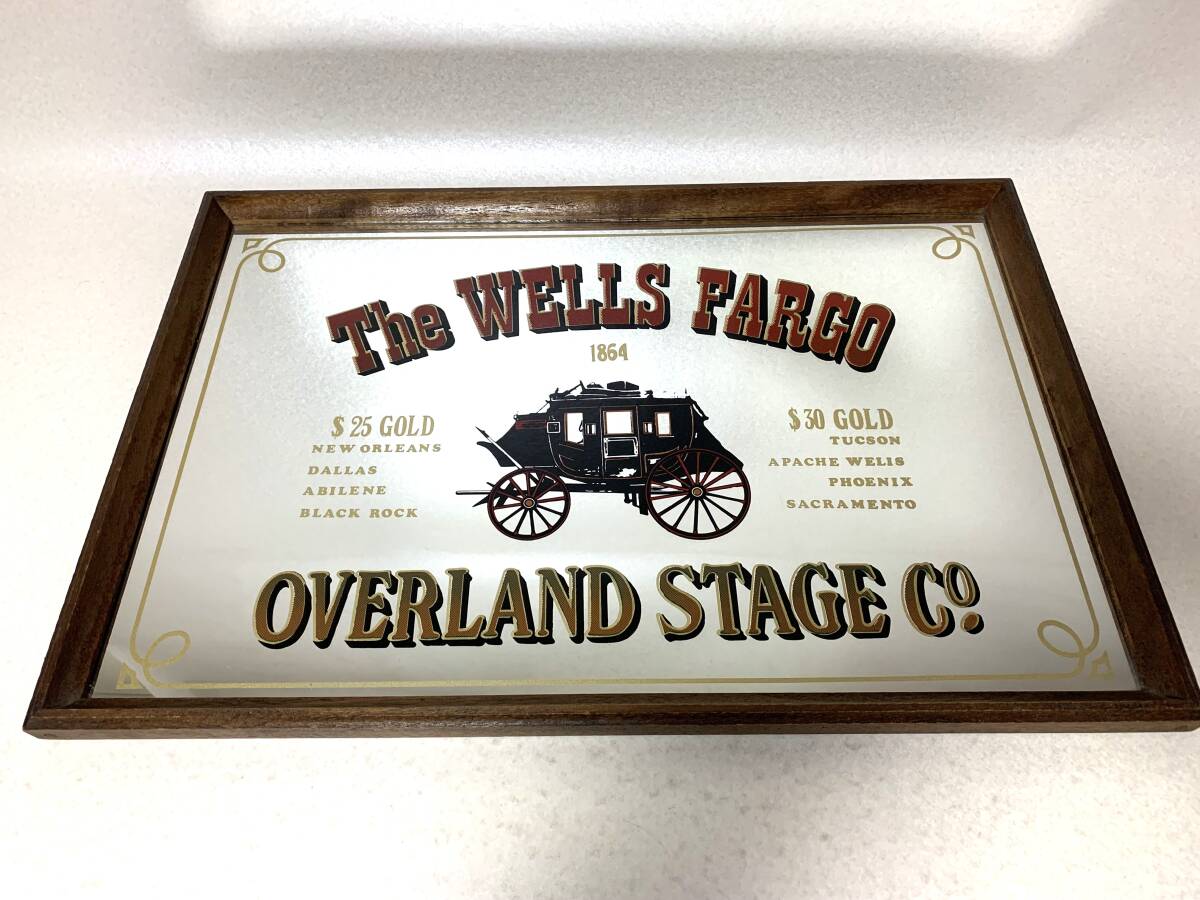 The WELLS FARGO
1864
$ 25 GOLD
NEW ORLEANS
DALLAS
ABILENE
BLACK ROCK
$ 30 GOLD
TUCSON
APACHE WELIS
PHOENIX
SACRAMENTO
OVERLAND STAGE Co.